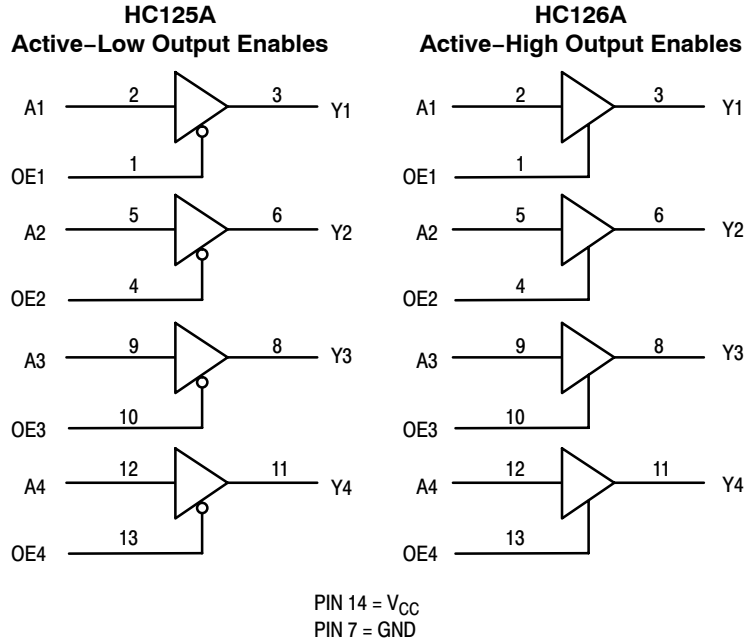 HC125A
Active−Low Output Enables
A1 2 3 Y1
OE1 1
A2 5 6 Y2
OE2 4
A3 9 8 Y3
OE3 10
A4 12 11 Y4
OE4 13
HC126A
Active−High Output Enables
A1 2 3 Y1
OE1 1
A2 5 6 Y2
OE2 4
A3 9 8 Y3
OE3 10
A4 12 11 Y4
OE4 13
PIN 14 = VCC
PIN 7 = GND